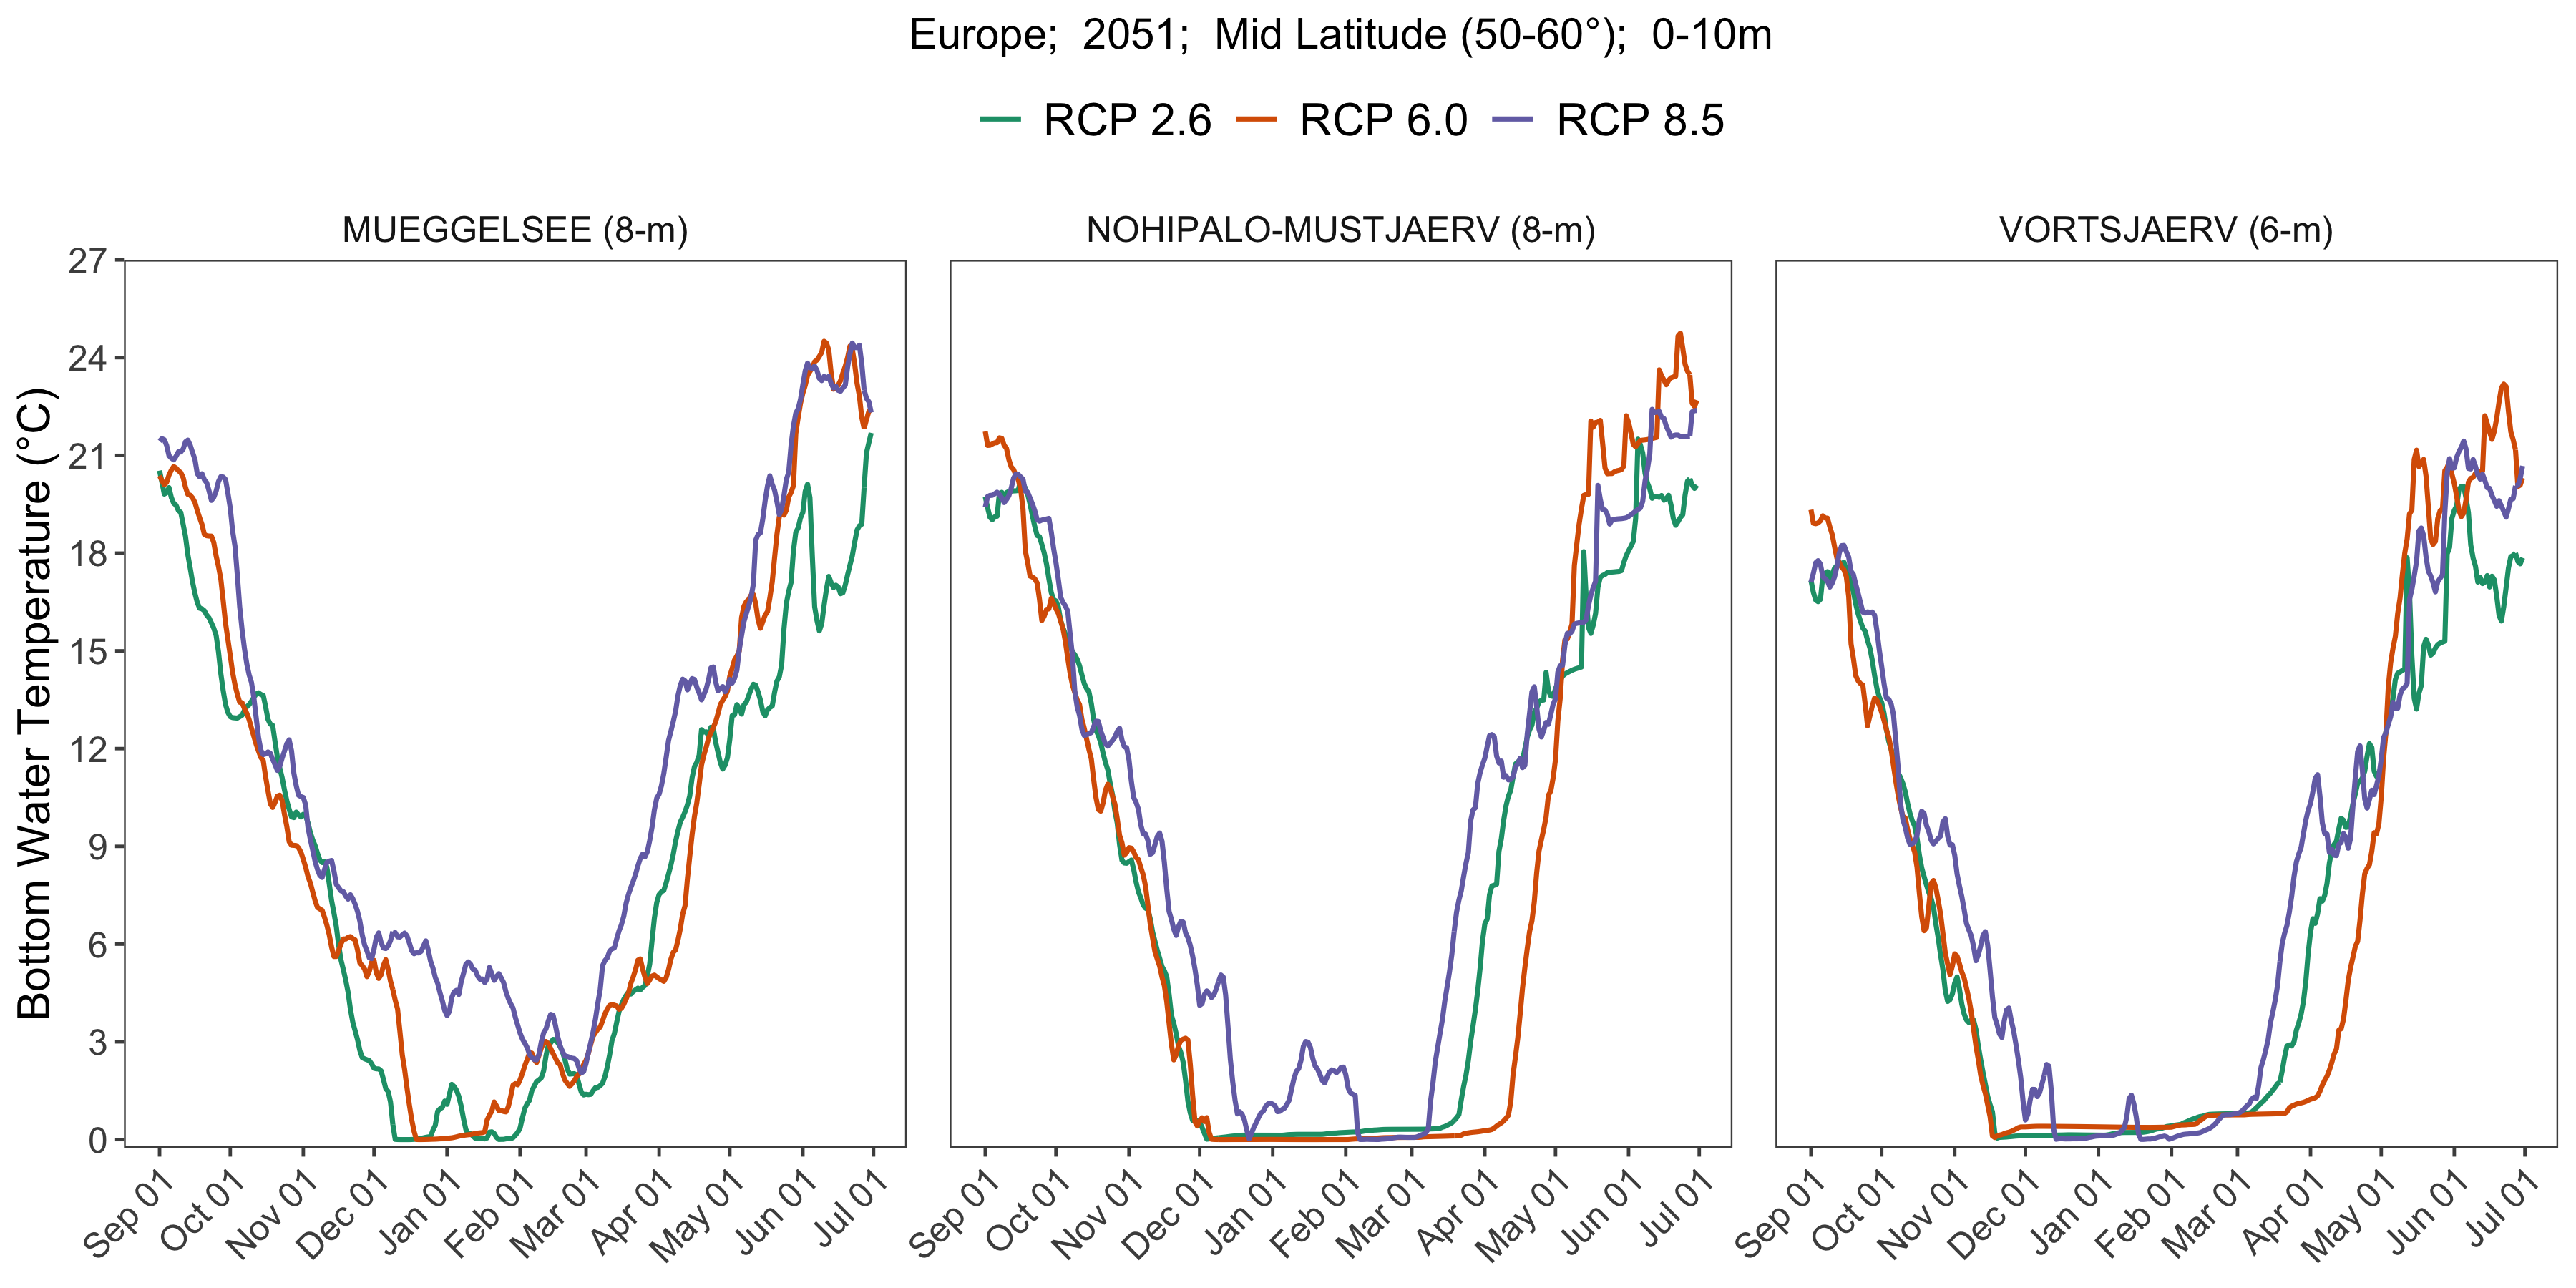 Europe;  2051;  Mid Latitude (50-60°);  0-10m
RCP 2.6 RCP 6.0 RCP 8.5
MUEGGELSEE (8-m) NOHIPALO-MUSTJAERV (8-m) VORTSJAERV (6-m)
Bottom Water Temperature (°C)
27
24
21
18
15
12
9
6
3
0
Sep 01 Oct 01 Nov 01 Dec 01 Jan 01 Feb 01 Mar 01 Apr 01 May 01 Jun 01 Jul 01
Sep 01 Oct 01 Nov 01 Dec 01 Jan 01 Feb 01 Mar 01 Apr 01 May 01 Jun 01 Jul 01
Sep 01 Oct 01 Nov 01 Dec 01 Jan 01 Feb 01 Mar 01 Apr 01 May 01 Jun 01 Jul 01